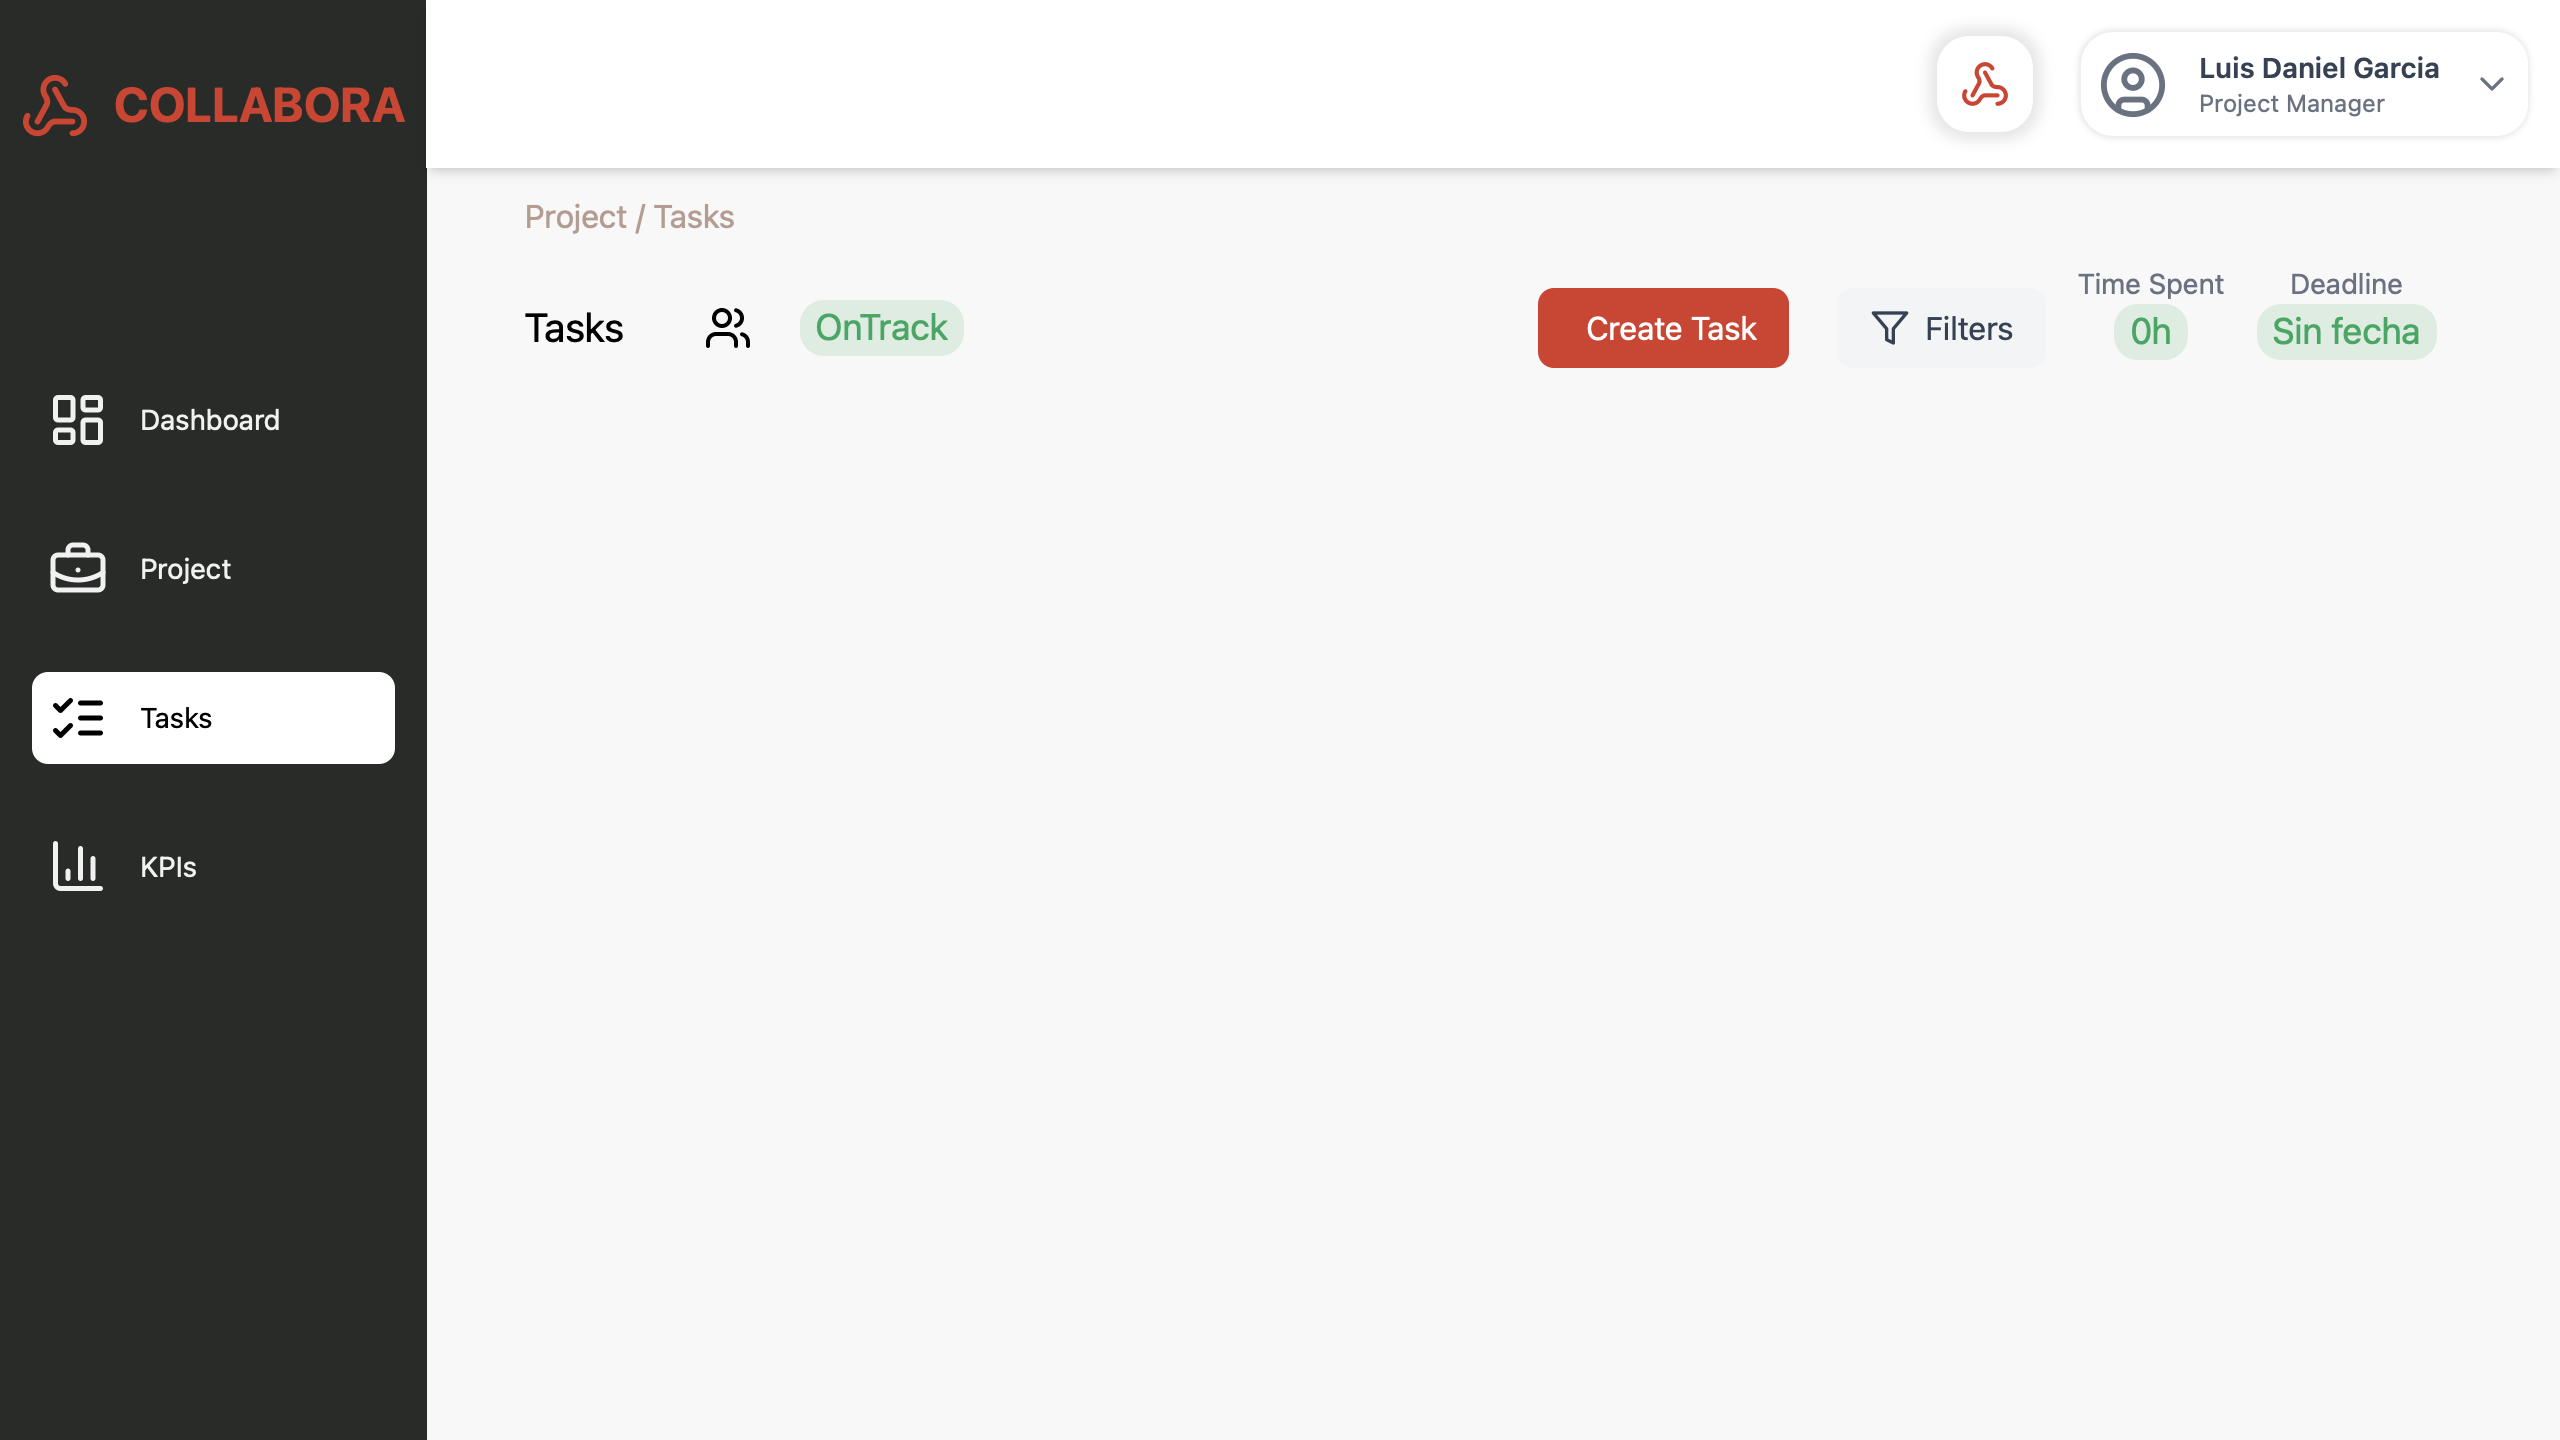 COLLABORA
Luis Daniel Garcia
Project Manager
Project / Tasks
Tasks
OnTrack
Create Task
Filters
Time Spent
0h
Deadline
Sin fecha
Dashboard
Project
Tasks
KPIs